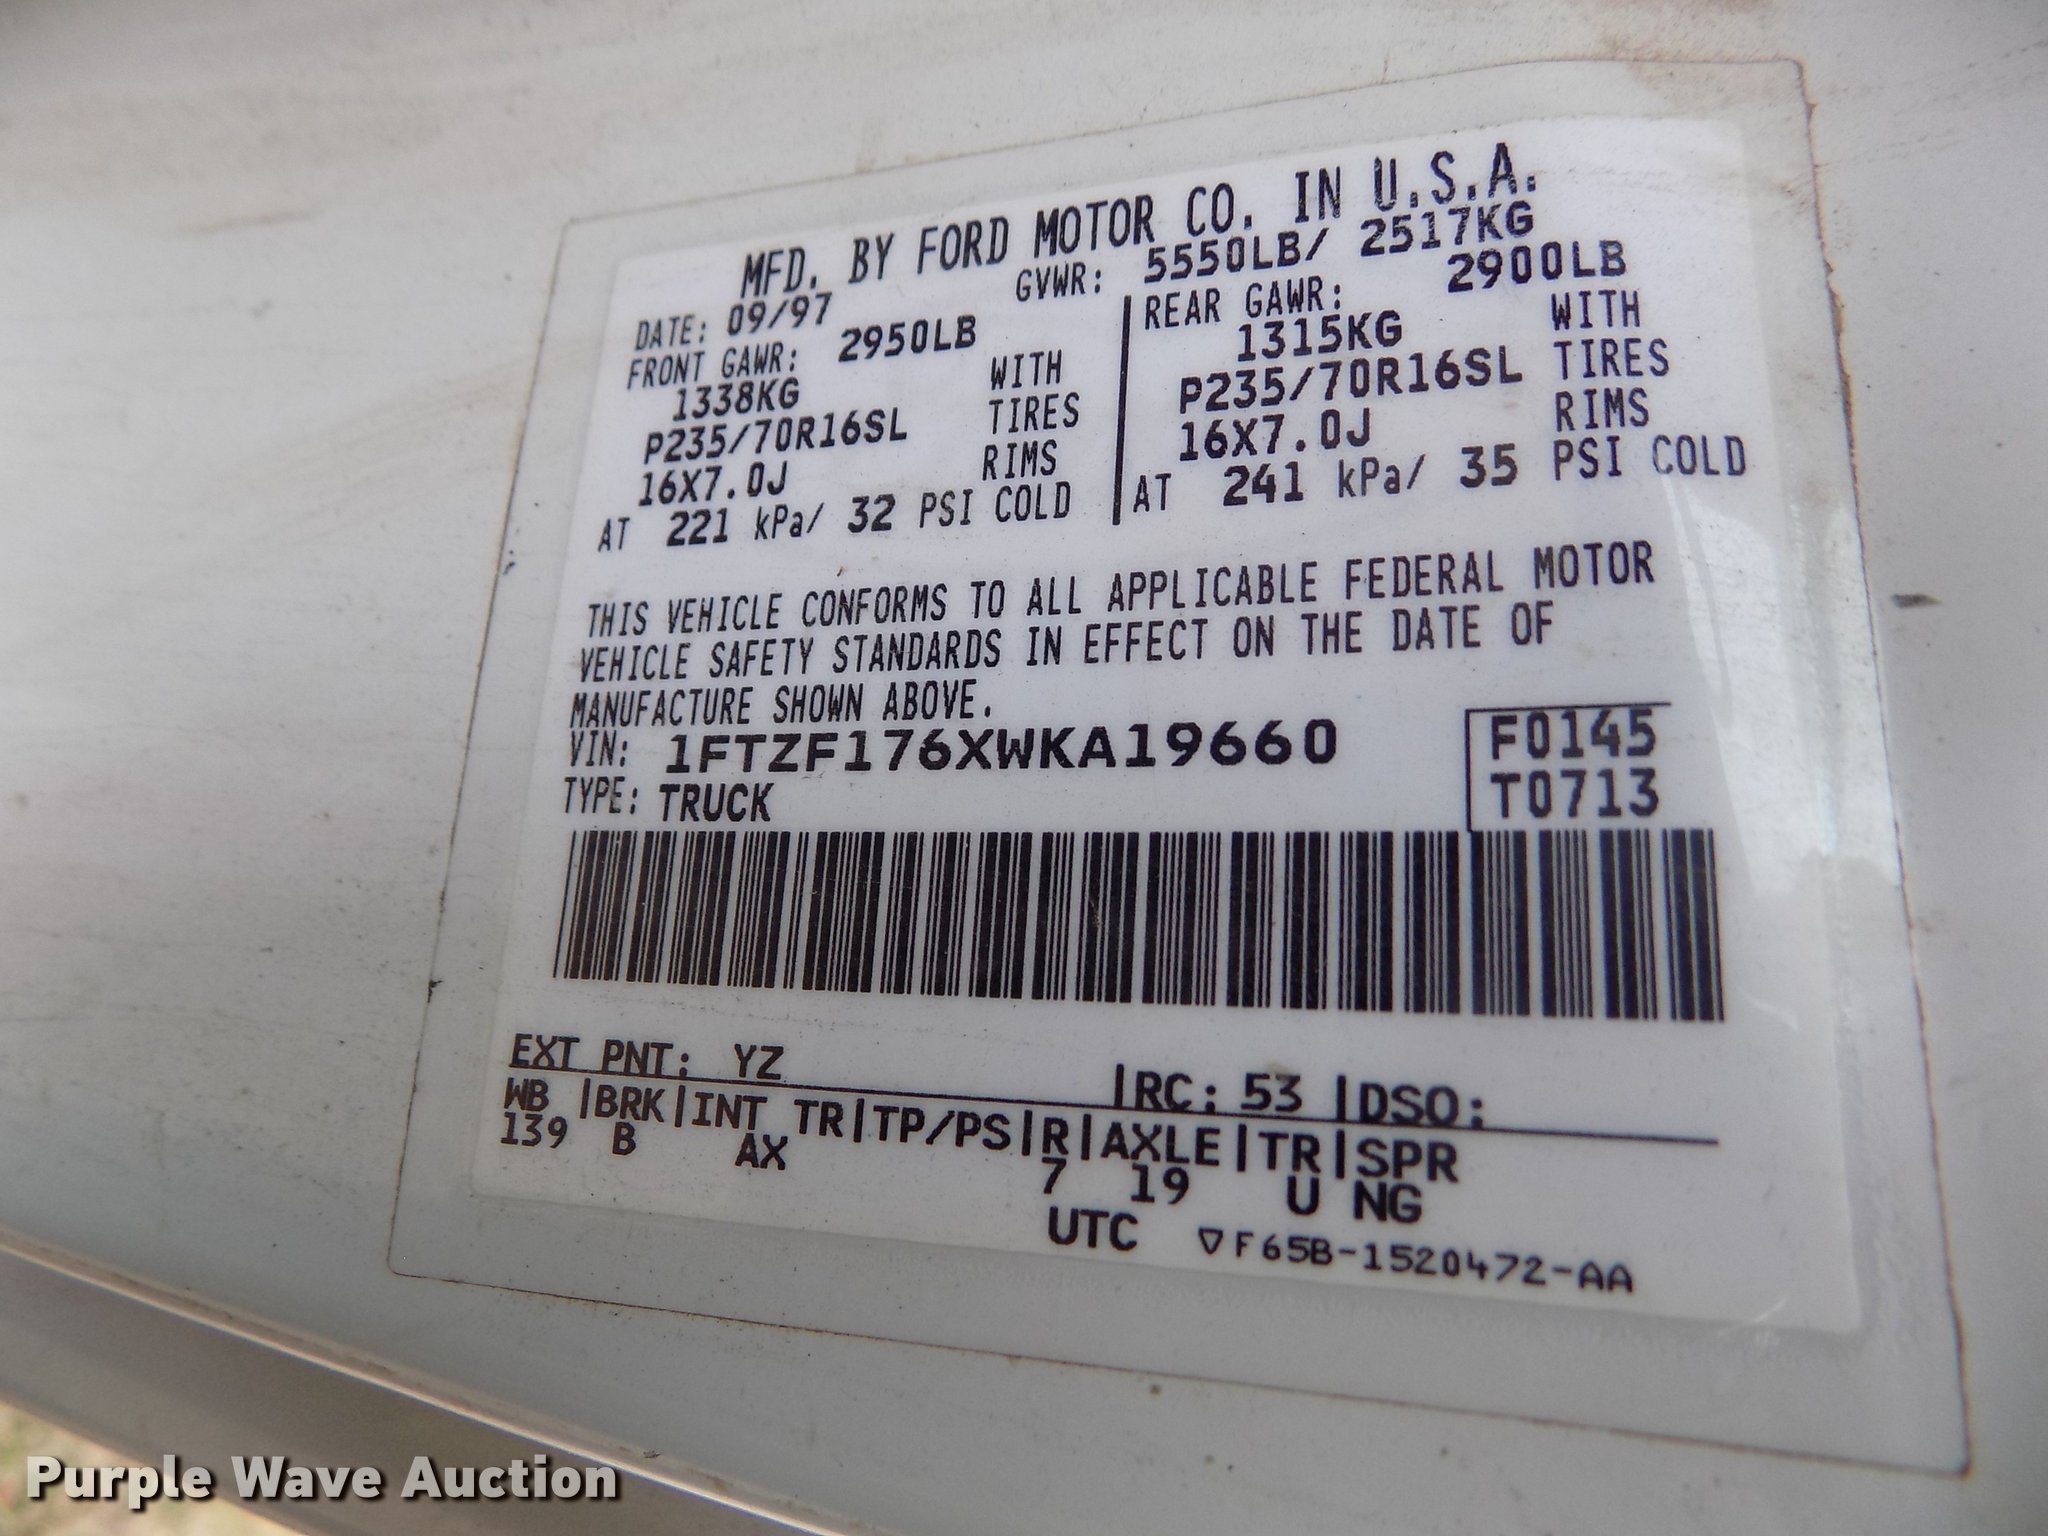 MFD. BY FORD MOTOR CO. IN U.S.A.
DATE: 09/97 GVWR: 5550LB/ 2517KG
FRONT GAWR: 2950LB
1338KG WITH
P235/70R16SL TIRES
16X7.0J RIMS
AT 221 kPa/ 32 PSI COLD
REAR GAWR: 2900LB
1315KG WITH
P235/70R16SL TIRES
16X7.0J RIMS
AT 241 kPa/ 35 PSI COLD
THIS VEHICLE CONFORMS TO ALL APPLICABLE FEDERAL MOTOR
VEHICLE SAFETY STANDARDS IN EFFECT ON THE DATE OF
MANUFACTURE SHOWN ABOVE.
VIN: 1FTZF176XWKA19660
TYPE: TRUCK
F0145
T0713
EXT PNT: YZ |RC: 53 |DSO:
WB |BRK|INT TR|TP/PS|R|AXLE|TR|SPR
139 B AX 7 19 U NG
UTC ▽F65B-1520472-AA
Purple Wave Auction